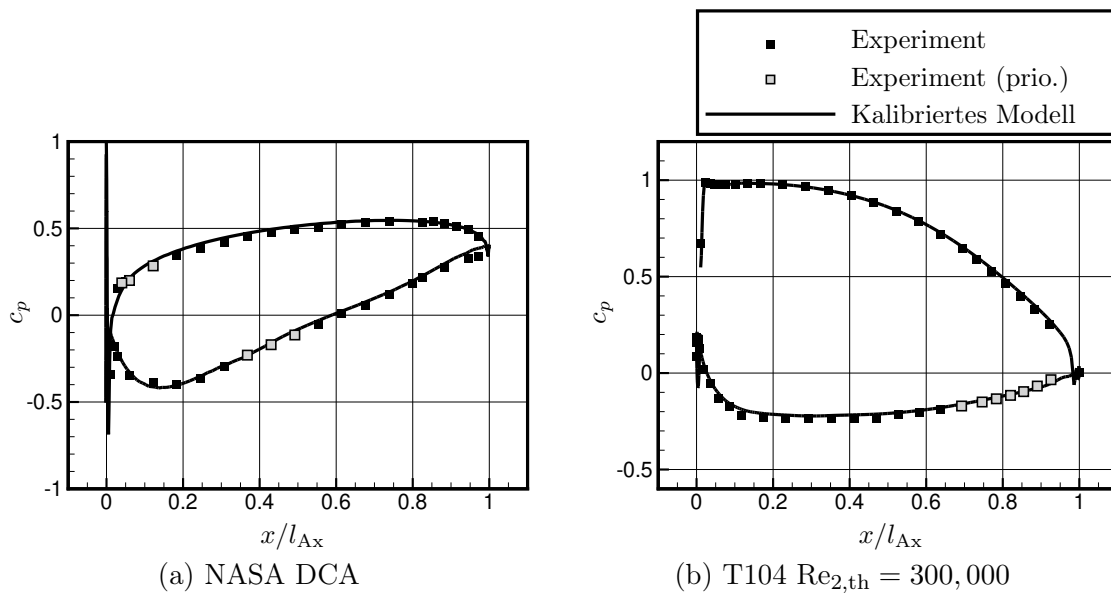 Experiment
Experiment (prio.)
Kalibriertes Modell
1
0.5
0
-0.5
-1
c_p
0 0.2 0.4 0.6 0.8 1
x/l_Ax
(a) NASA DCA
1
0.5
0
-0.5
c_p
0 0.2 0.4 0.6 0.8 1
x/l_Ax
(b) T104 Re_2,th = 300,000